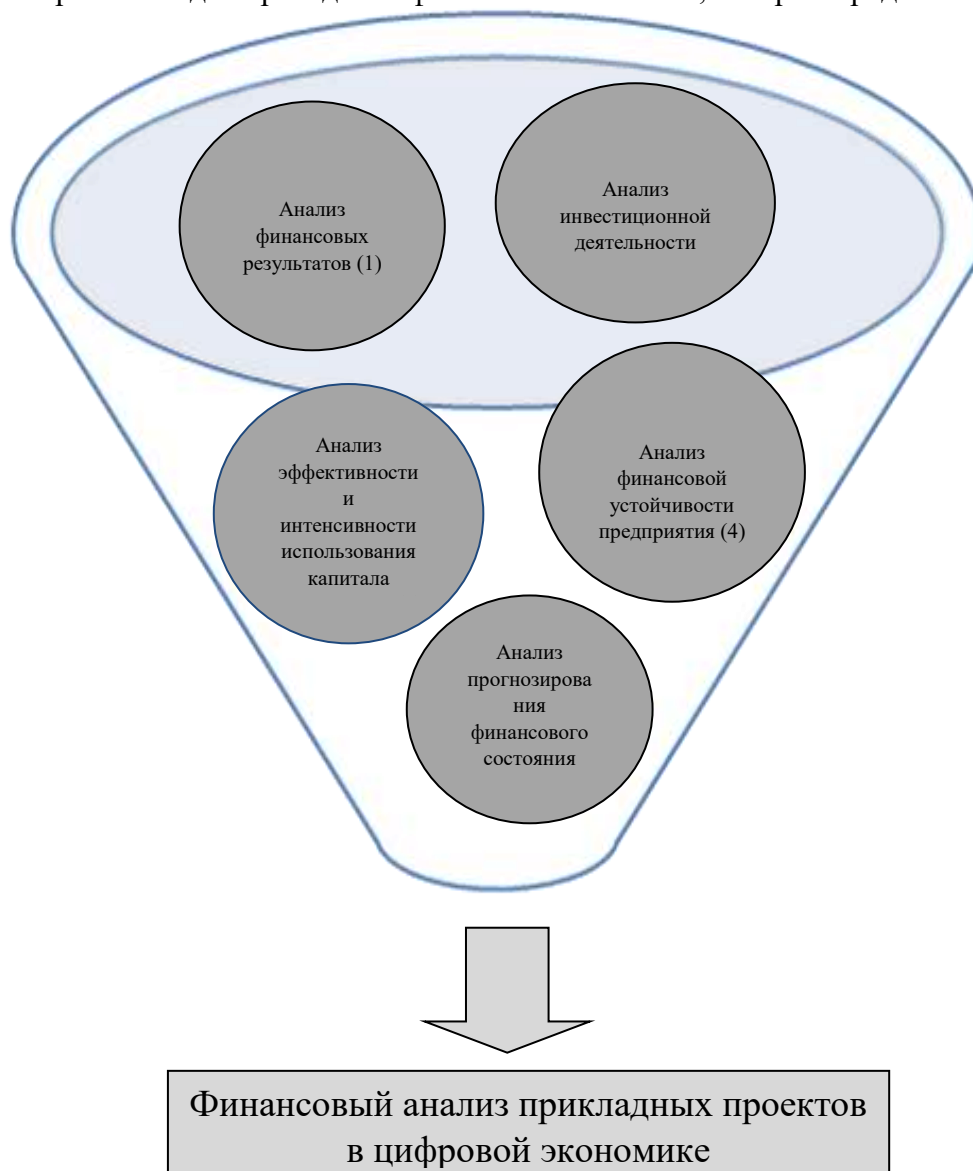 Анализ
финансовых
результатов (1)
Анализ
инвестиционной
деятельности
Анализ
эффективности
и
интенсивности
использования
капитала
Анализ
финансовой
устойчивости
предприятия (4)
Анализ
прогнозирова
ния
финансового
состояния
Финансовый анализ прикладных проектов
в цифровой экономике